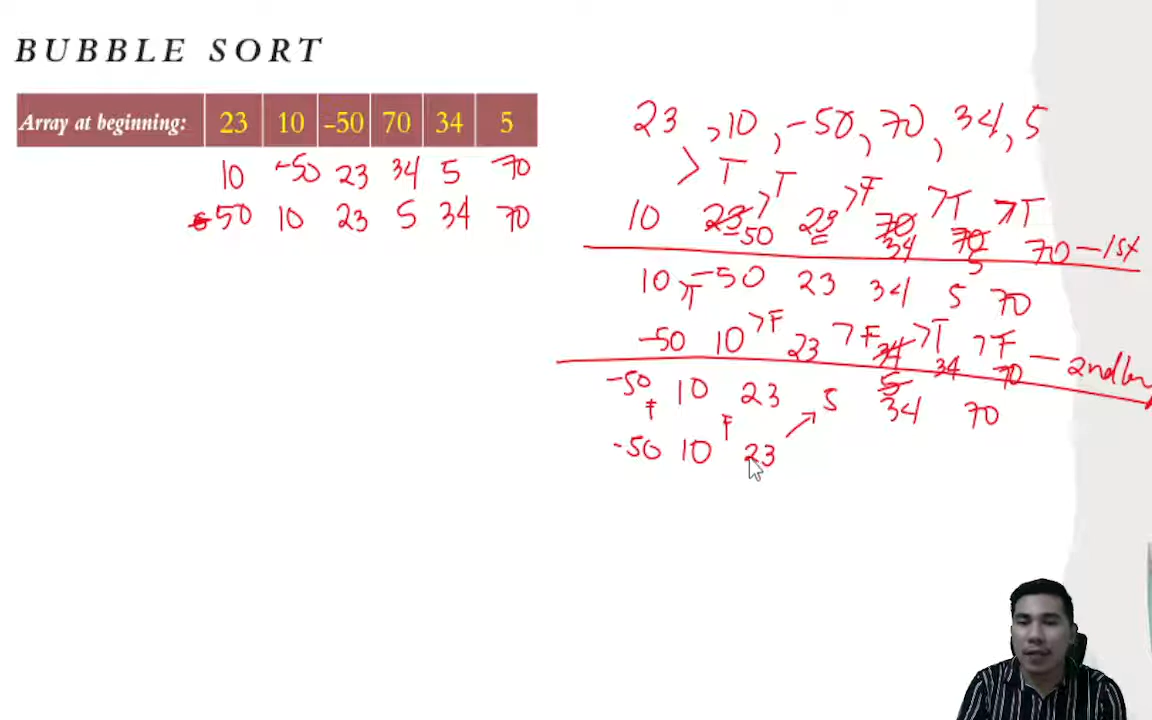 BUBBLE SORT
Array at beginning: 23 10 –50 70 34 5
10 -50 23 34 5 70
-50 10 23 5 34 70
23 , 10 , -50 , 70 , 34 , 5
> T > T > F > T > T
10 23 23 70 70 70 - 1st
-50 34 5
10 -50 23 34 5 70
T
-50 10 > F 23 > F 34 > T > F - 2nd
34 70
-50 10 23 5 5
34 70
F F
-50 10 23